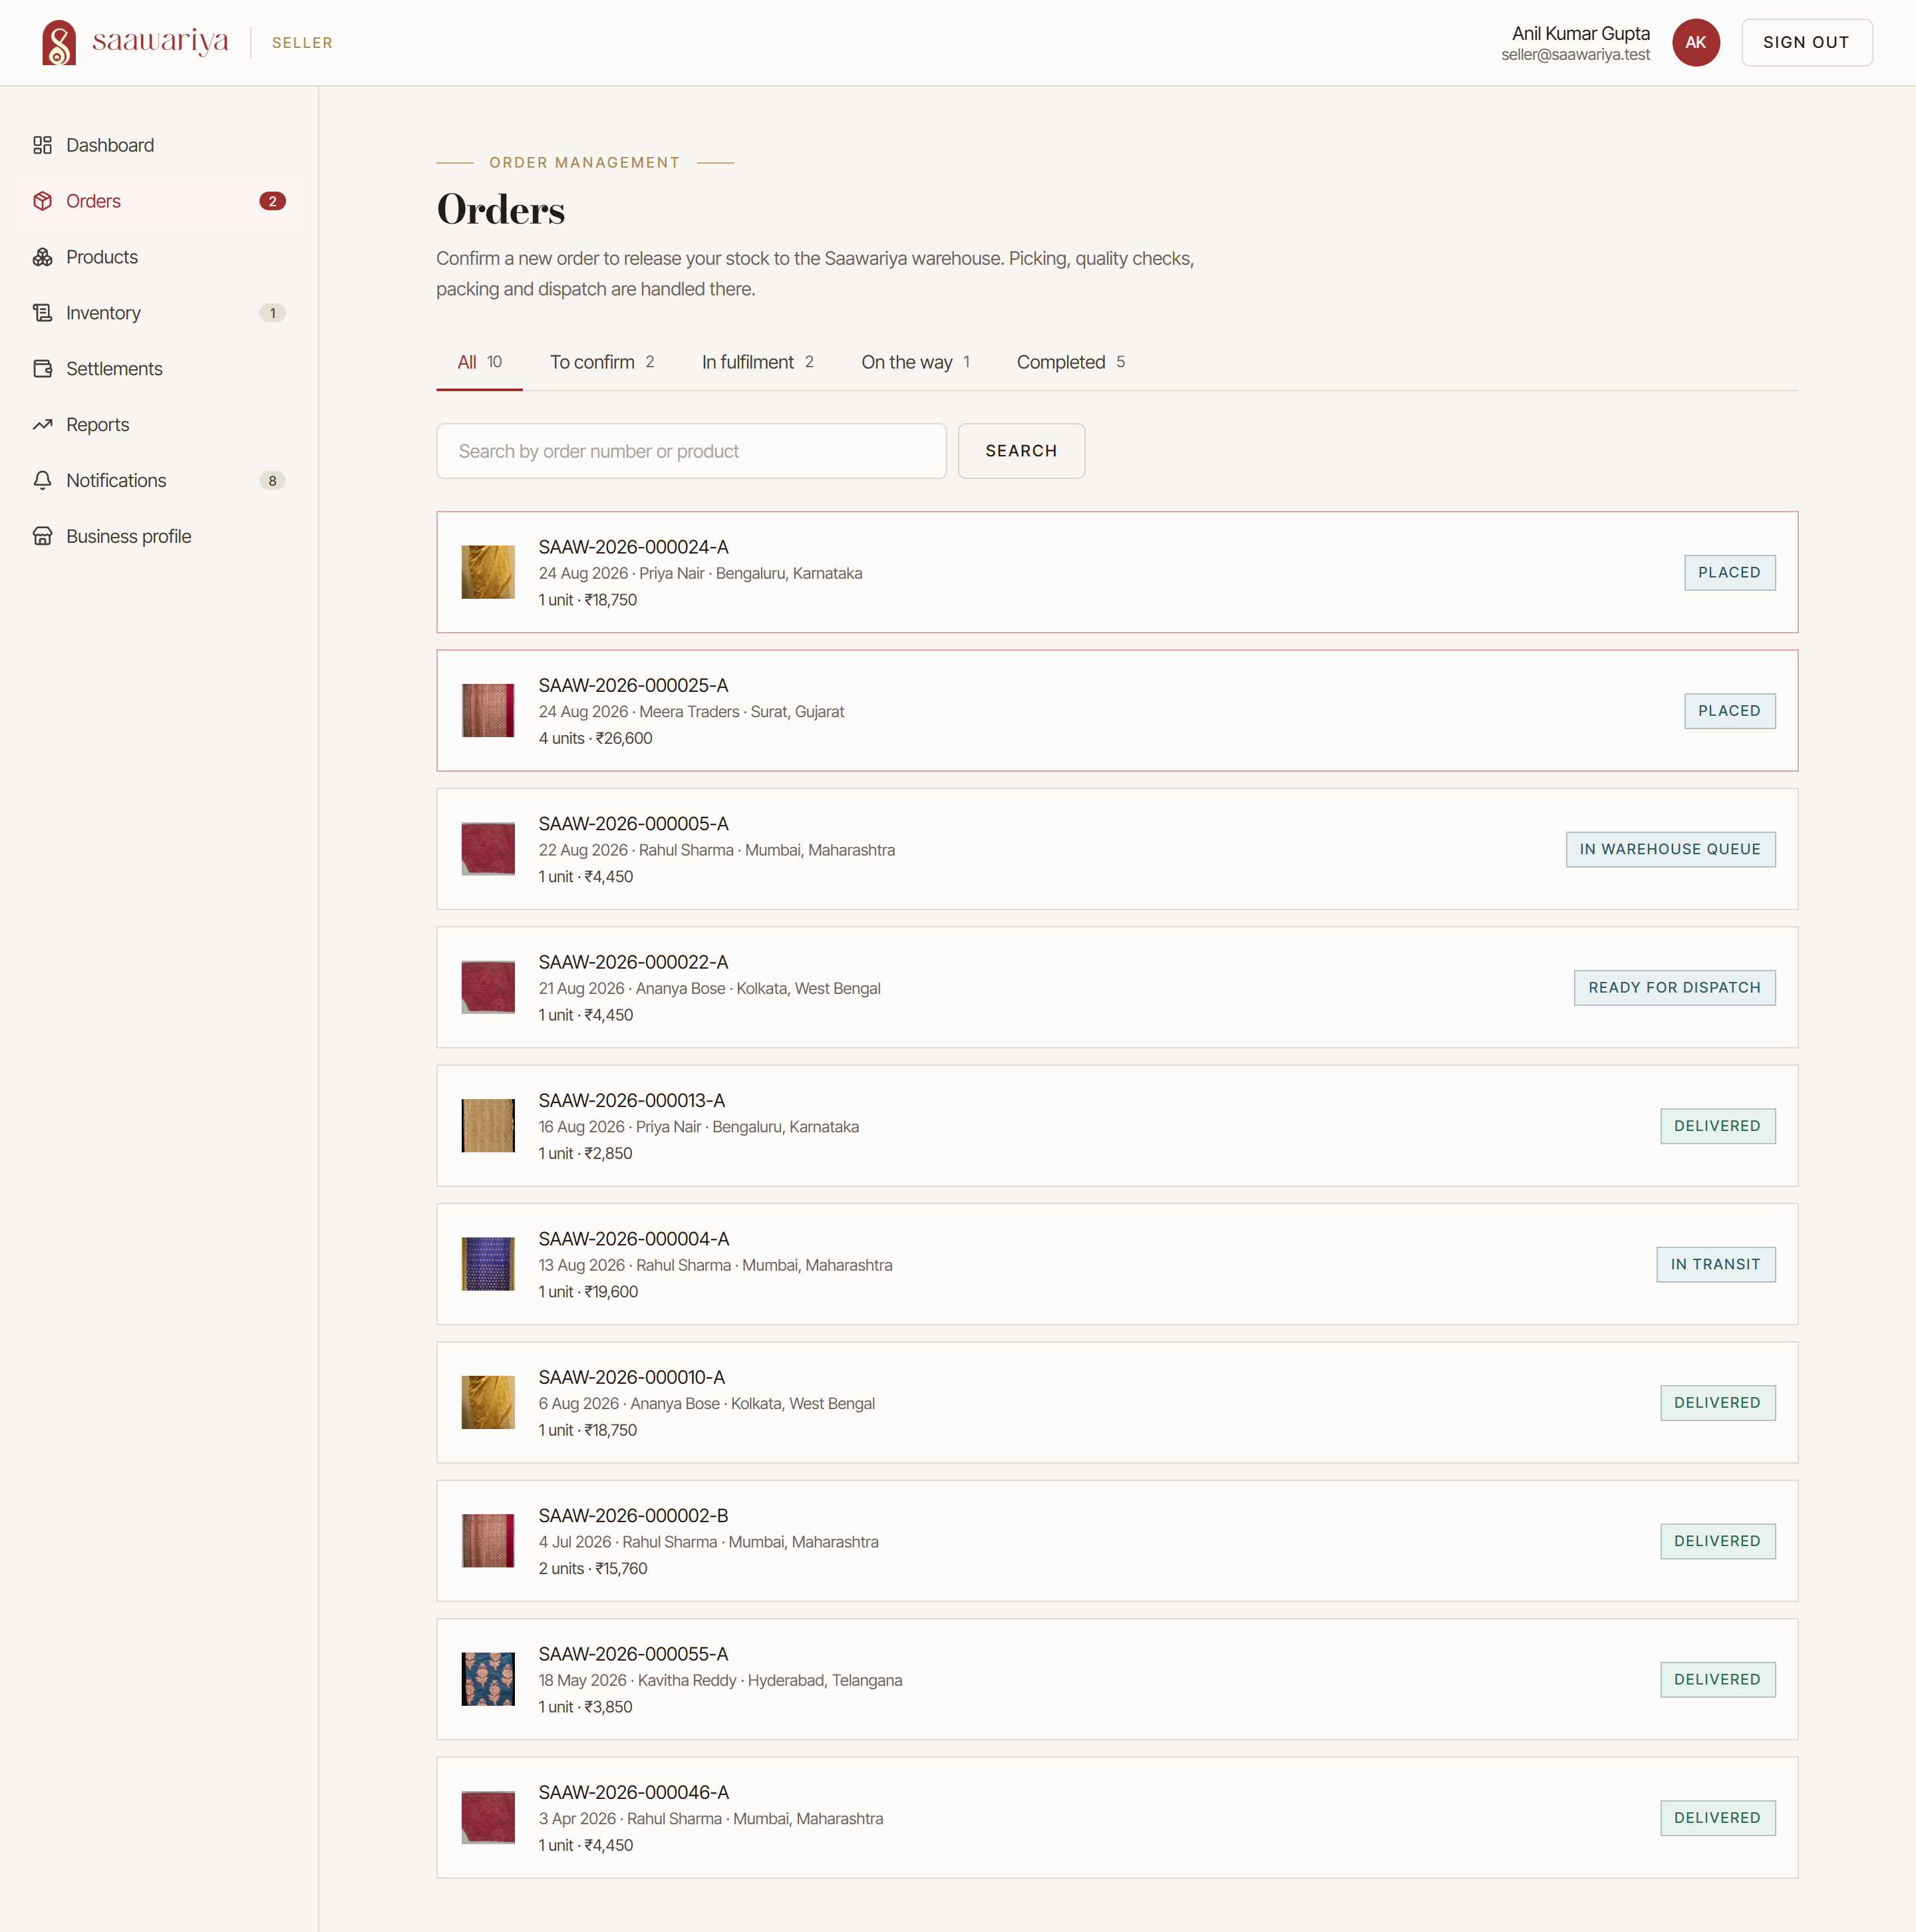 saawariya
SELLER
Anil Kumar Gupta
seller@saawariya.test
AK
SIGN OUT
Dashboard
Orders 2
Products
Inventory 1
Settlements
Reports
Notifications 8
Business profile
ORDER MANAGEMENT
Orders
Confirm a new order to release your stock to the Saawariya warehouse. Picking, quality checks,
packing and dispatch are handled there.
All 10 To confirm 2 In fulfilment 2 On the way 1 Completed 5
Search by order number or product
SEARCH
SAAW-2026-000024-A
24 Aug 2026 · Priya Nair · Bengaluru, Karnataka
1 unit · ₹18,750
PLACED
SAAW-2026-000025-A
24 Aug 2026 · Meera Traders · Surat, Gujarat
4 units · ₹26,600
PLACED
SAAW-2026-000005-A
22 Aug 2026 · Rahul Sharma · Mumbai, Maharashtra
1 unit · ₹4,450
IN WAREHOUSE QUEUE
SAAW-2026-000022-A
21 Aug 2026 · Ananya Bose · Kolkata, West Bengal
1 unit · ₹4,450
READY FOR DISPATCH
SAAW-2026-000013-A
16 Aug 2026 · Priya Nair · Bengaluru, Karnataka
1 unit · ₹2,850
DELIVERED
SAAW-2026-000004-A
13 Aug 2026 · Rahul Sharma · Mumbai, Maharashtra
1 unit · ₹19,600
IN TRANSIT
SAAW-2026-000010-A
6 Aug 2026 · Ananya Bose · Kolkata, West Bengal
1 unit · ₹18,750
DELIVERED
SAAW-2026-000002-B
4 Jul 2026 · Rahul Sharma · Mumbai, Maharashtra
2 units · ₹15,760
DELIVERED
SAAW-2026-000055-A
18 May 2026 · Kavitha Reddy · Hyderabad, Telangana
1 unit · ₹3,850
DELIVERED
SAAW-2026-000046-A
3 Apr 2026 · Rahul Sharma · Mumbai, Maharashtra
1 unit · ₹4,450
DELIVERED